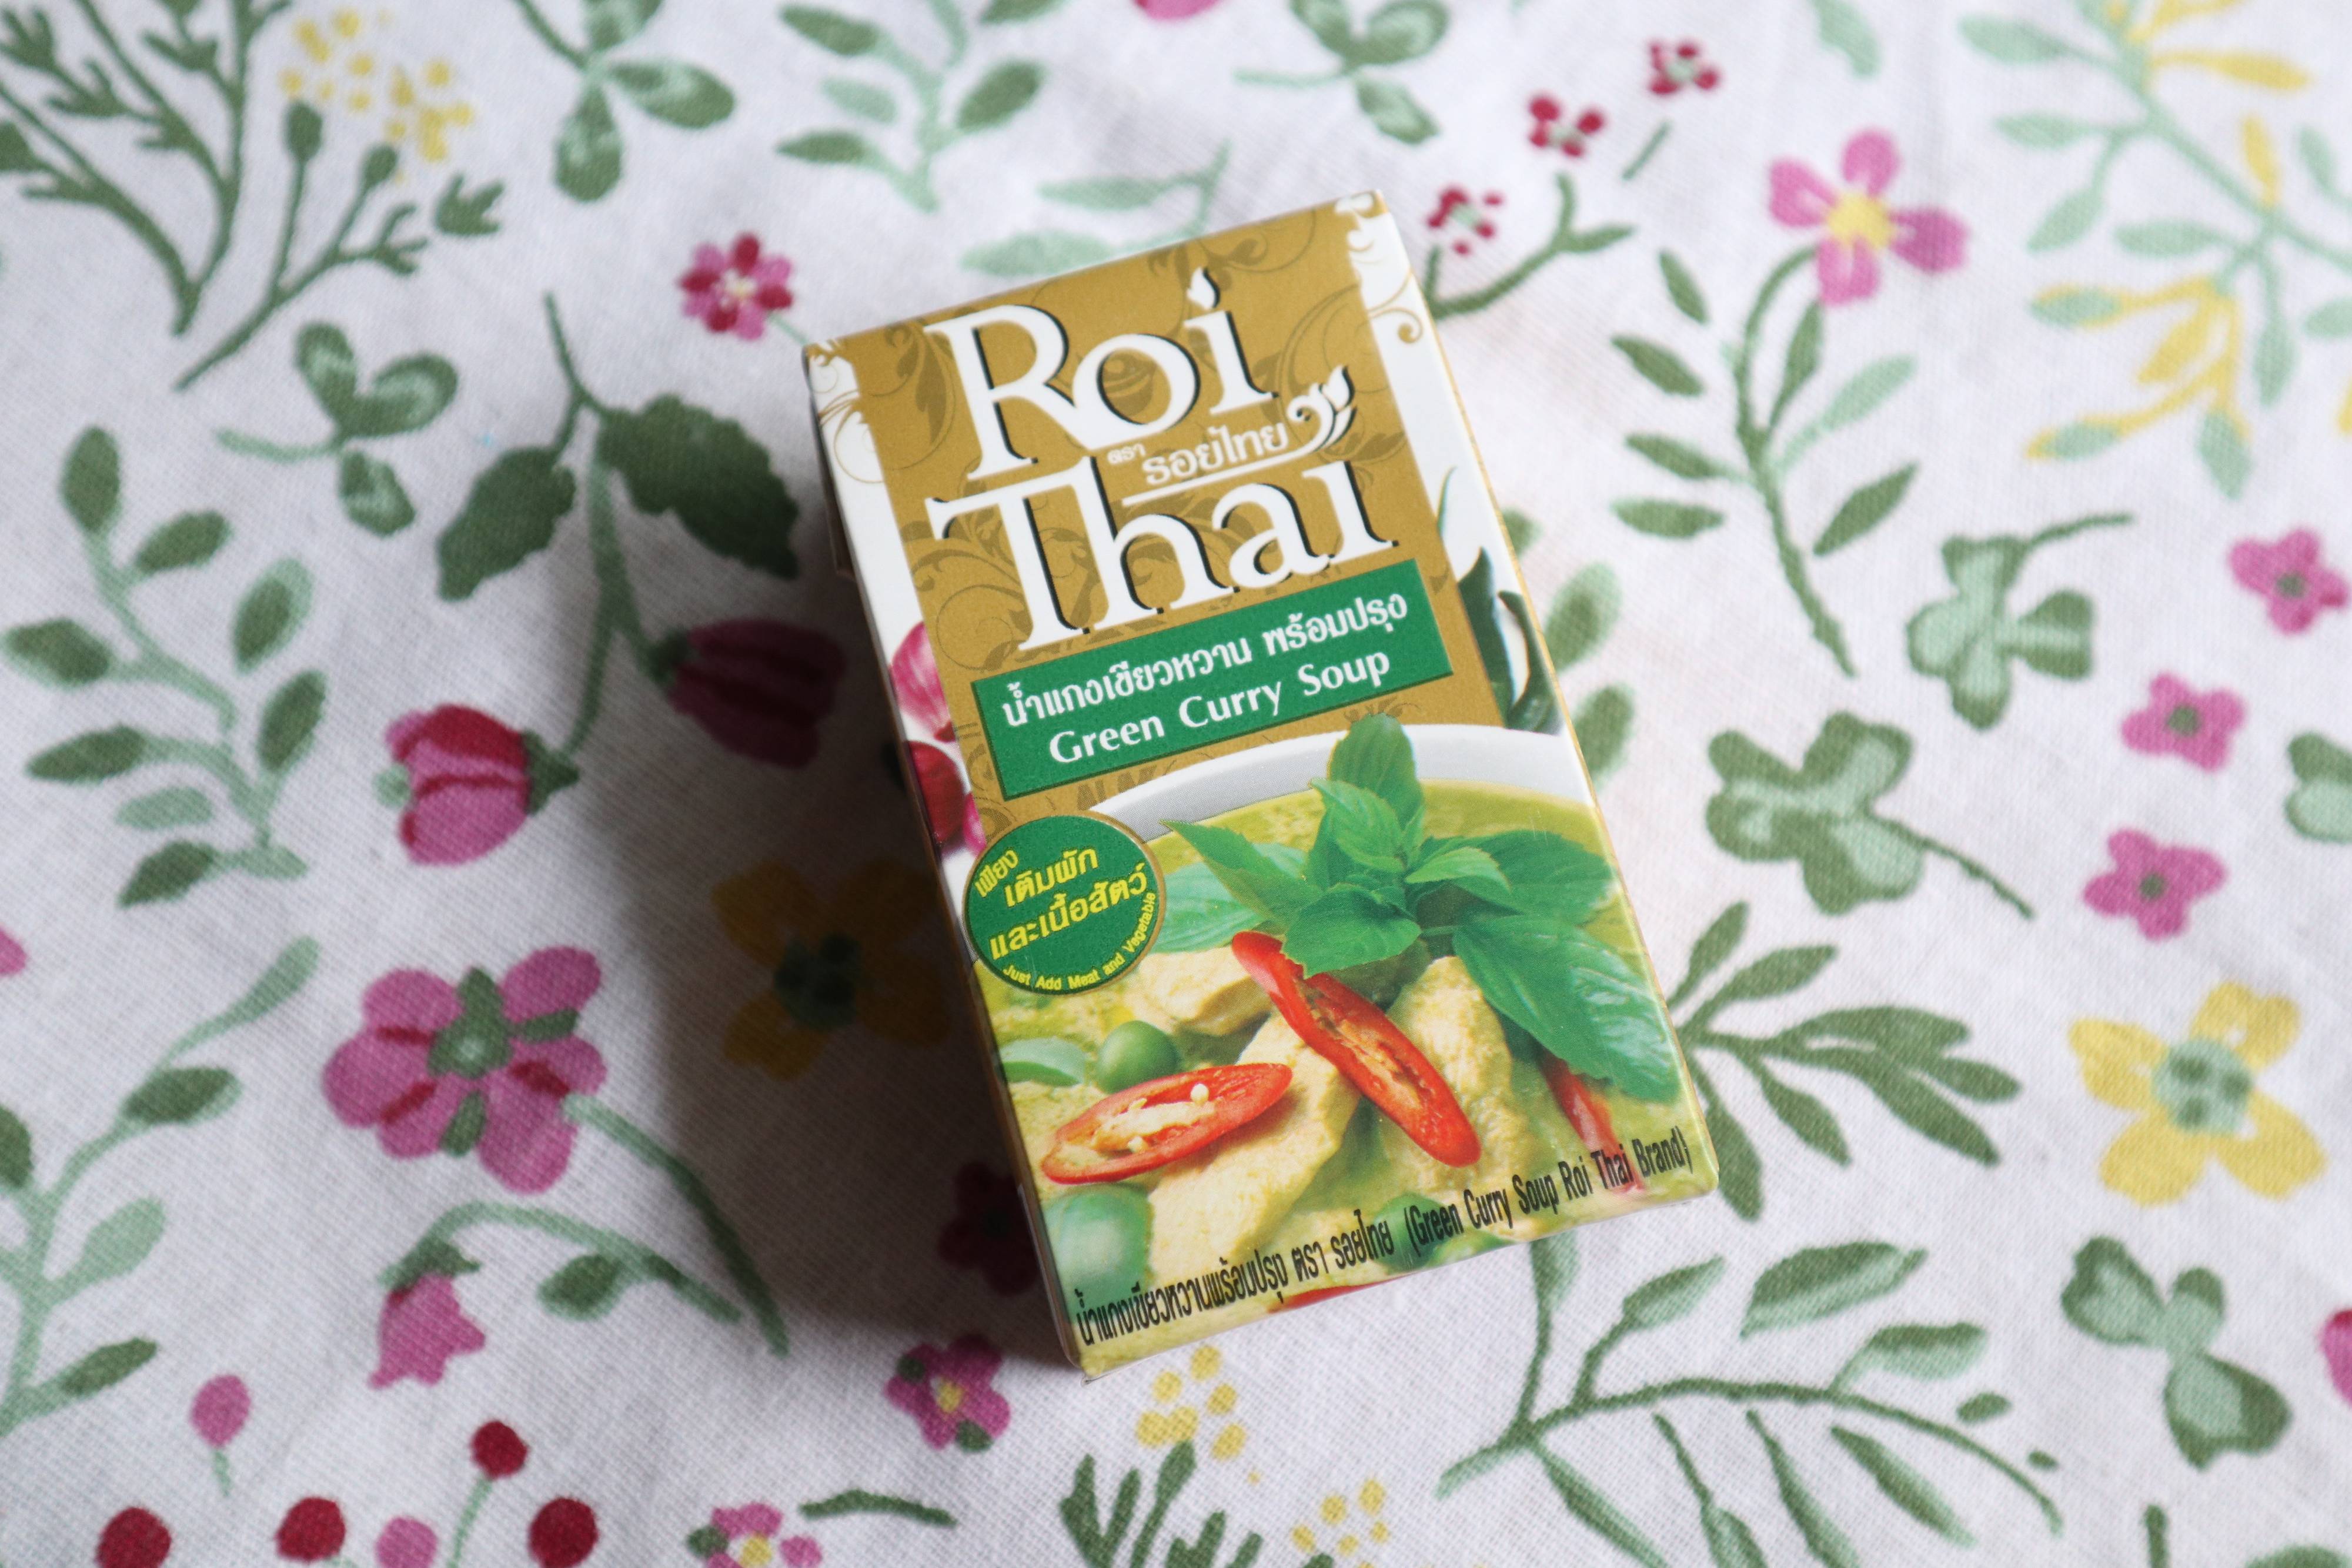 Roi
ตรา รอยไทย
Thai
น้ำแกงเขียวหวาน พร้อมปรุง
Green Curry Soup
เพียง
เติมผัก
และเนื้อสัตว์
Just Add Meat and Vegetable
น้ำแกงเขียวหวานพร้อมปรุง ตรา รอยไทย (Green Curry Soup Roi Thai Brand)